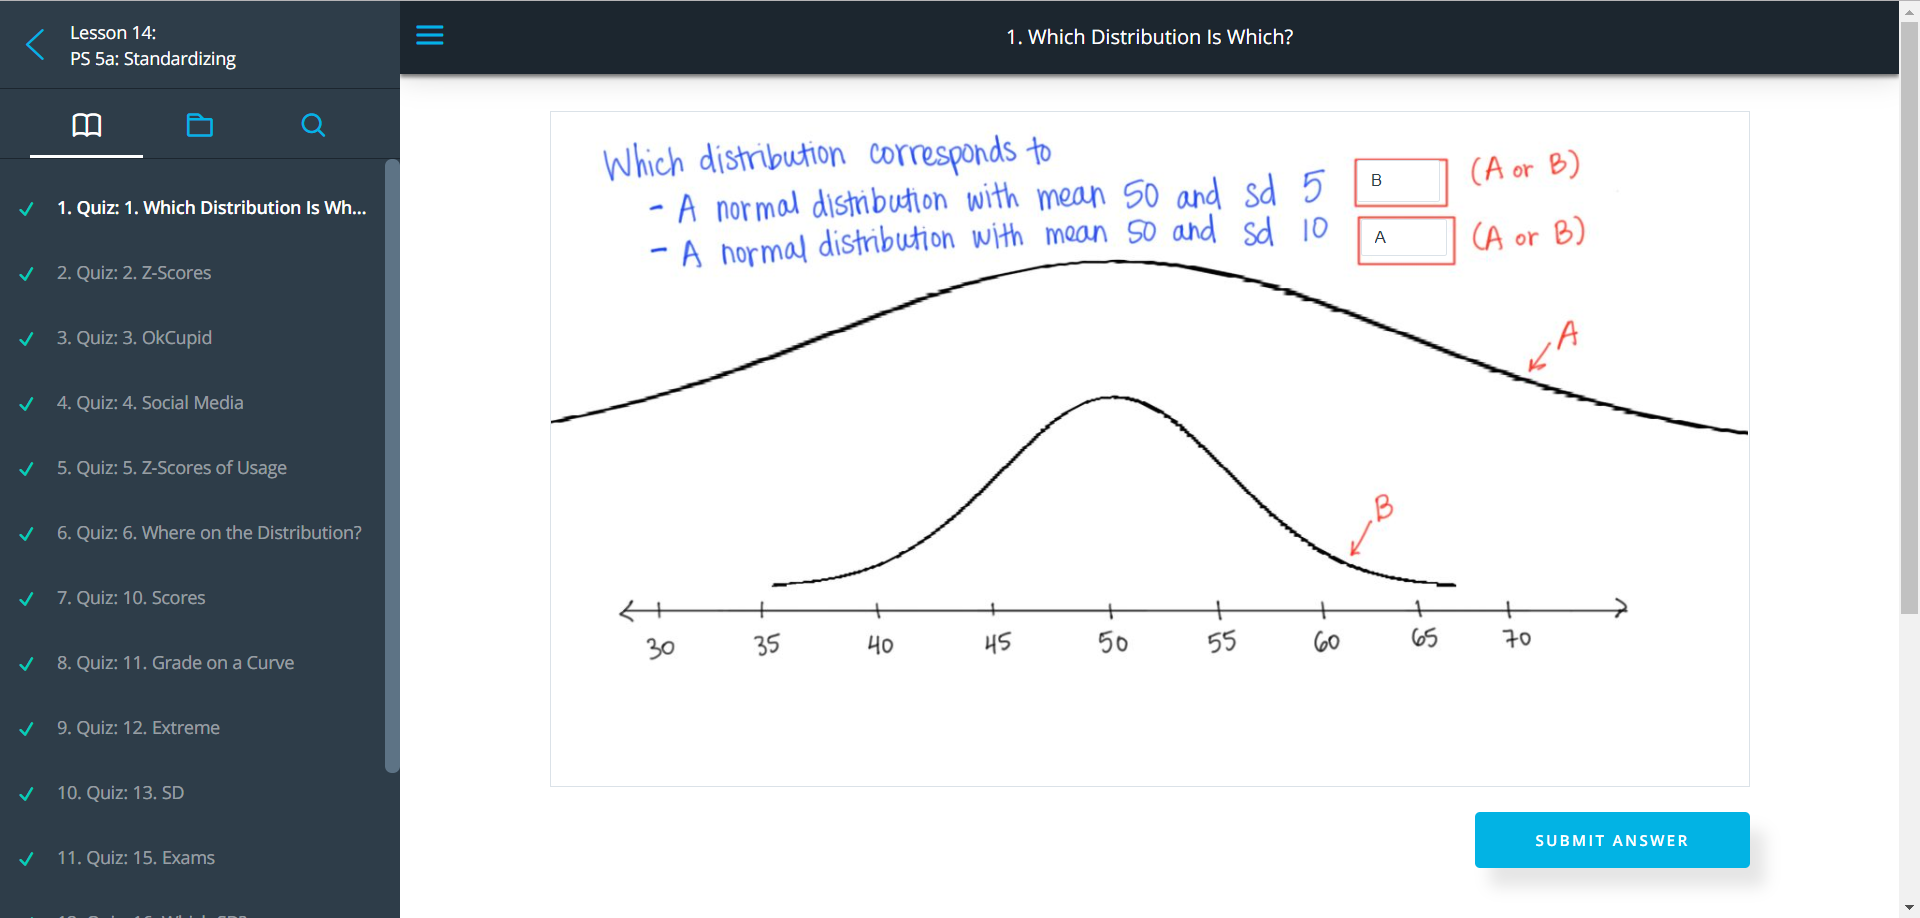 Lesson 14:
PS 5a: Standardizing
1. Quiz: 1. Which Distribution Is Wh...
2. Quiz: 2. Z-Scores
3. Quiz: 3. OkCupid
4. Quiz: 4. Social Media
5. Quiz: 5. Z-Scores of Usage
6. Quiz: 6. Where on the Distribution?
7. Quiz: 10. Scores
8. Quiz: 11. Grade on a Curve
9. Quiz: 12. Extreme
10. Quiz: 13. SD
11. Quiz: 15. Exams
1. Which Distribution Is Which?
Which distribution corresponds to
- A normal distribution with mean 50 and sd 5 B (A or B)
- A normal distribution with mean 50 and sd 10 A (A or B)
A
B
30 35 40 45 50 55 60 65 70
SUBMIT ANSWER